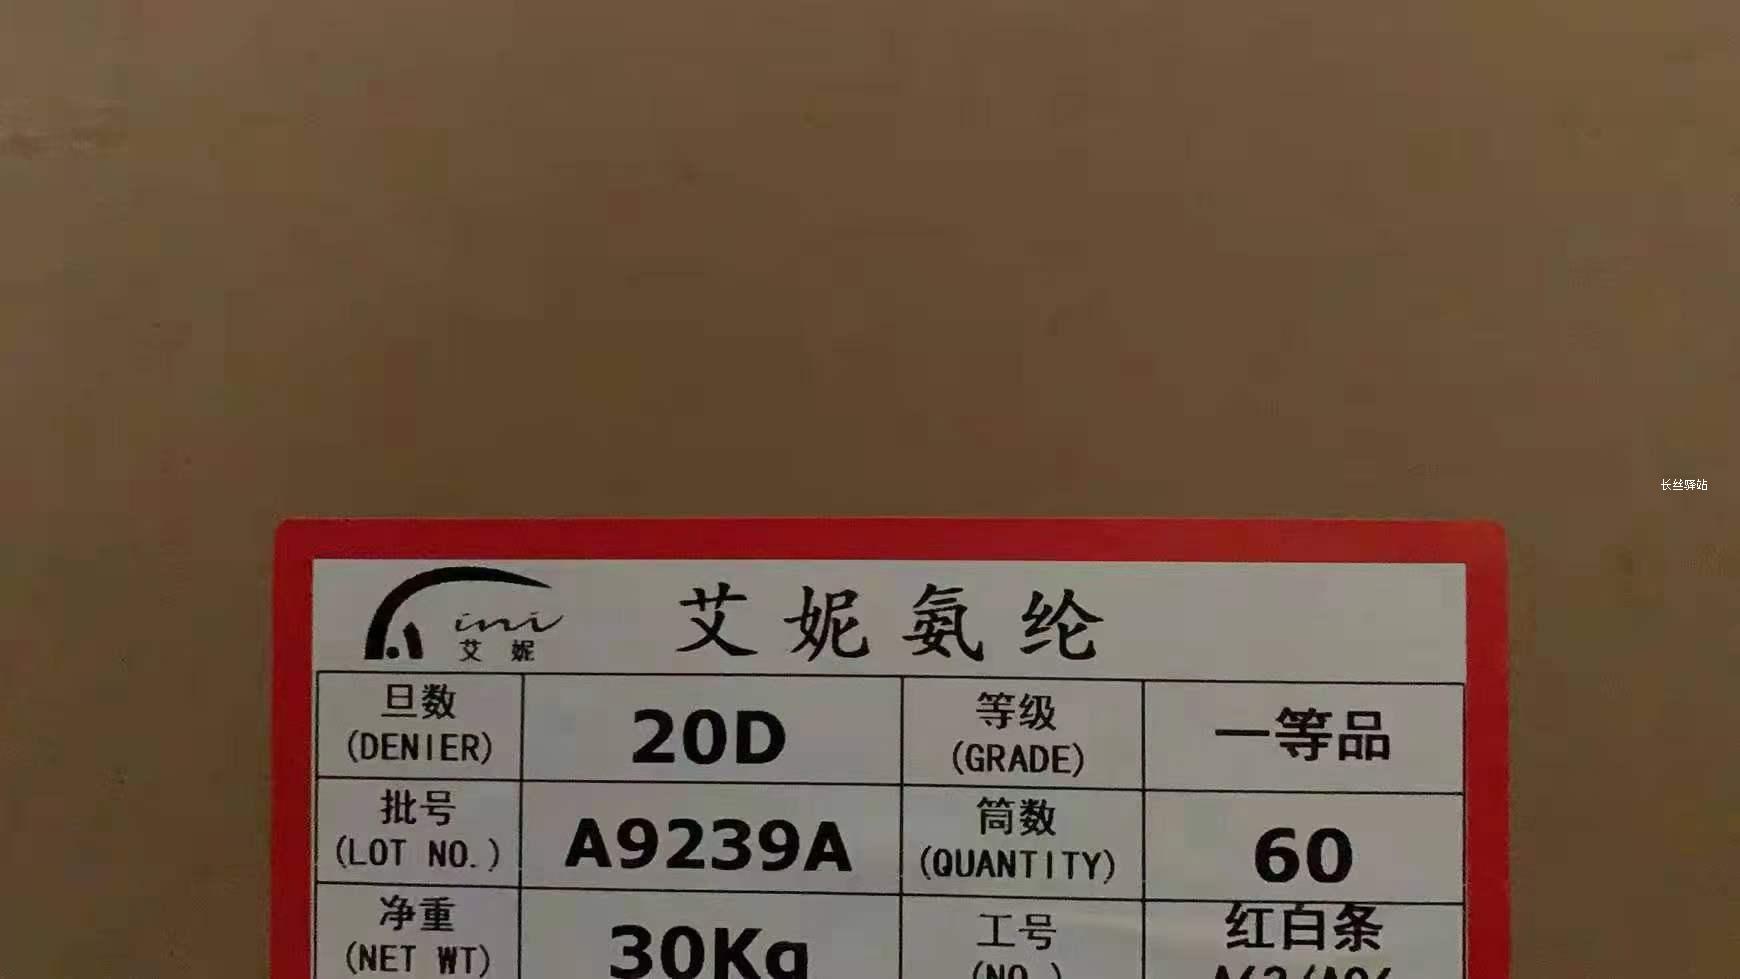 长丝驿站
ini
艾妮
艾妮氨纶
旦数
(DENIER)
20D
等级
(GRADE)
一等品
批号
(LOT NO.)
A9239A
筒数
(QUANTITY)
60
净重
(NET WT)
30Kg
工号
(NO.)
红白条